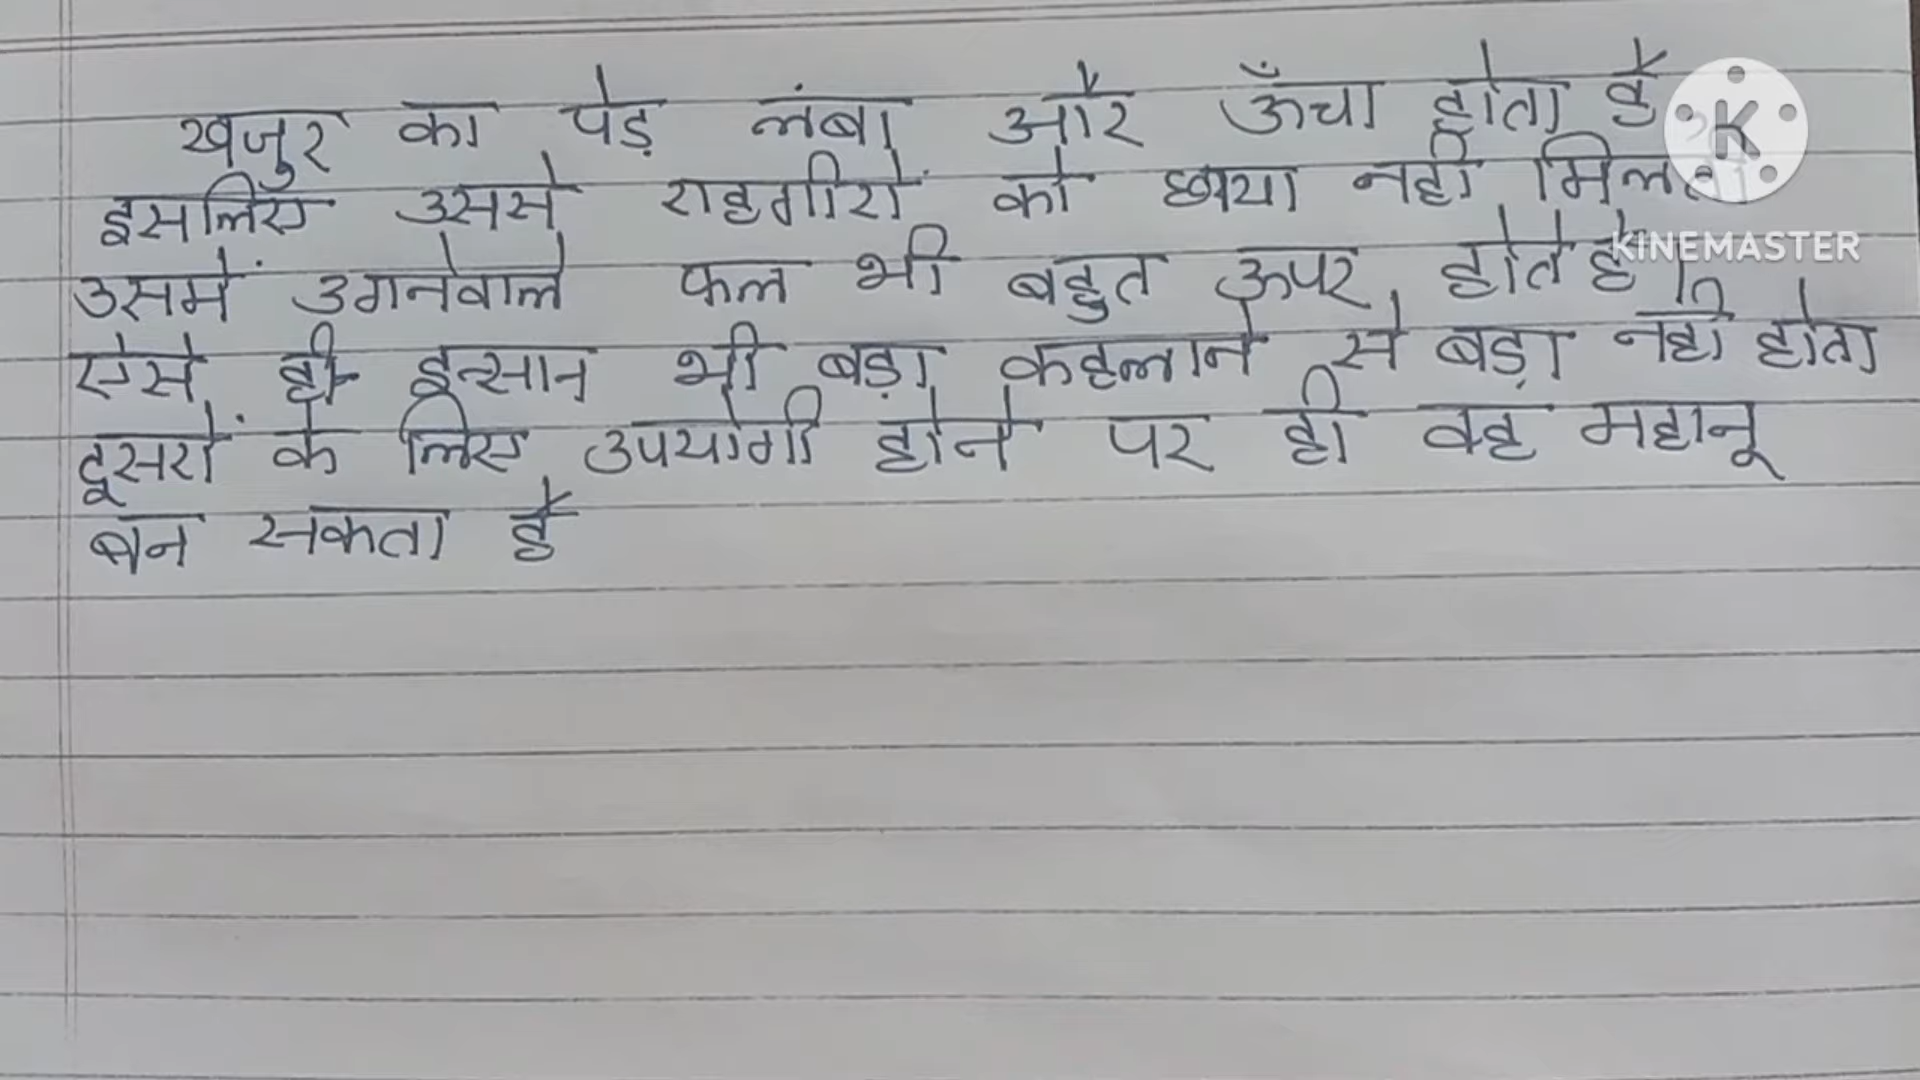 खजुर का पेड़ लंबा और ऊँचा होता है
इसलिए उससे राहगीरों को छाया नही
KINEMASTER
उसमें उगनेवाले फल भी बहुत ऊपर होते है।
ऐसे ही इन्सान भी बड़ा कहलाने से बड़ा नही होता
दूसरों के लिए उपयोगी होने पर ही वह महान्
बन सकता है